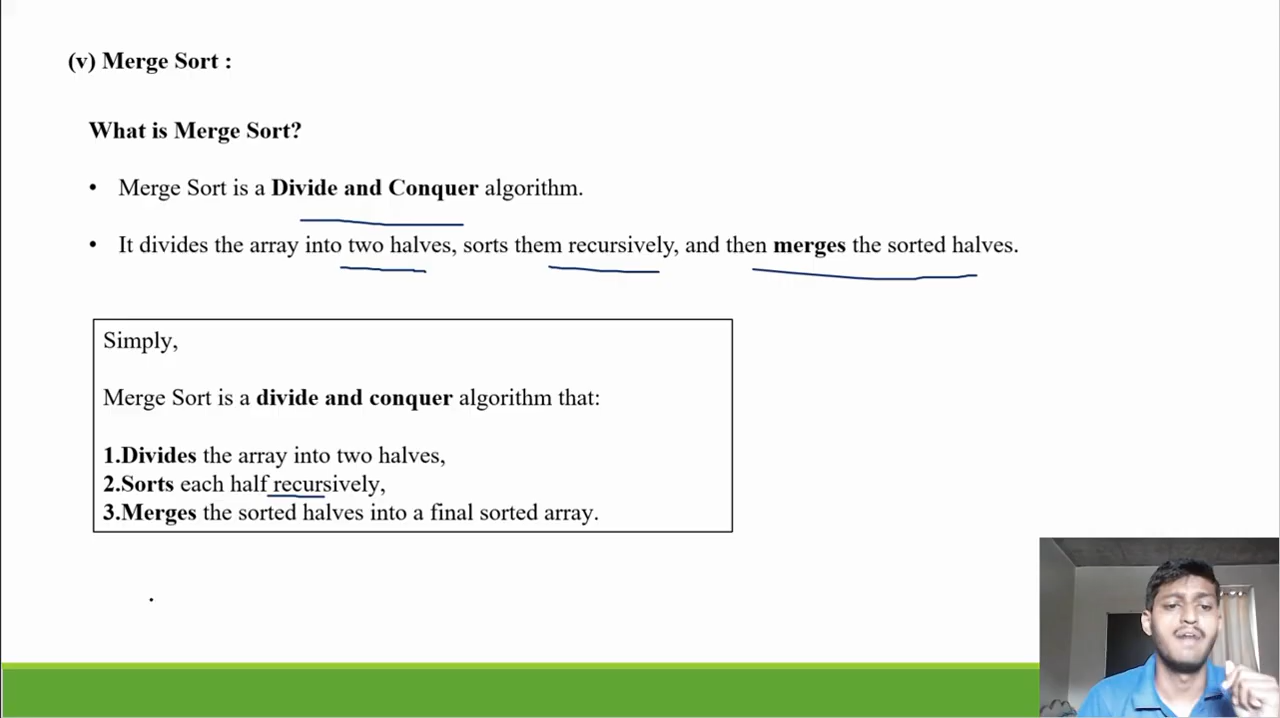 (v) Merge Sort :
What is Merge Sort?
• Merge Sort is a Divide and Conquer algorithm.
• It divides the array into two halves, sorts them recursively, and then merges the sorted halves.
Simply,
Merge Sort is a divide and conquer algorithm that:
1.Divides the array into two halves,
2.Sorts each half recursively,
3.Merges the sorted halves into a final sorted array.